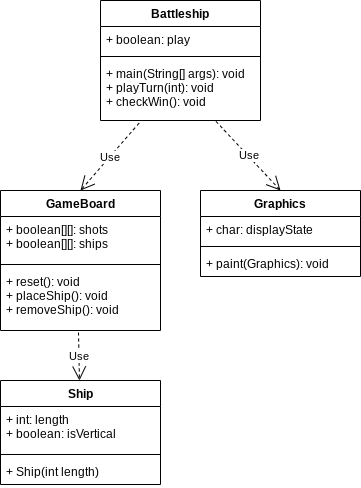 Battleship
+ boolean: play
+ main(String[] args): void
+ playTurn(int): void
+ checkWin(): void
Use
Use
GameBoard
+ boolean[][]: shots
+ boolean[][]: ships
+ reset(): void
+ placeShip(): void
+ removeShip(): void
Graphics
+ char: displayState
+ paint(Graphics): void
Use
Ship
+ int: length
+ boolean: isVertical
+ Ship(int length)